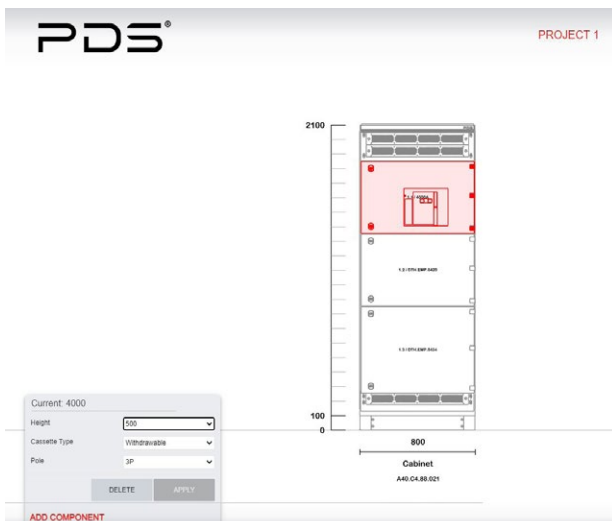 PDS®
PROJECT 1
2100
100
0
800
Cabinet
A40.C4.88.021
Current: 4000
Height 500
Cassette Type Withdrawable
Pole 3P
DELETE APPLY
ADD COMPONENT